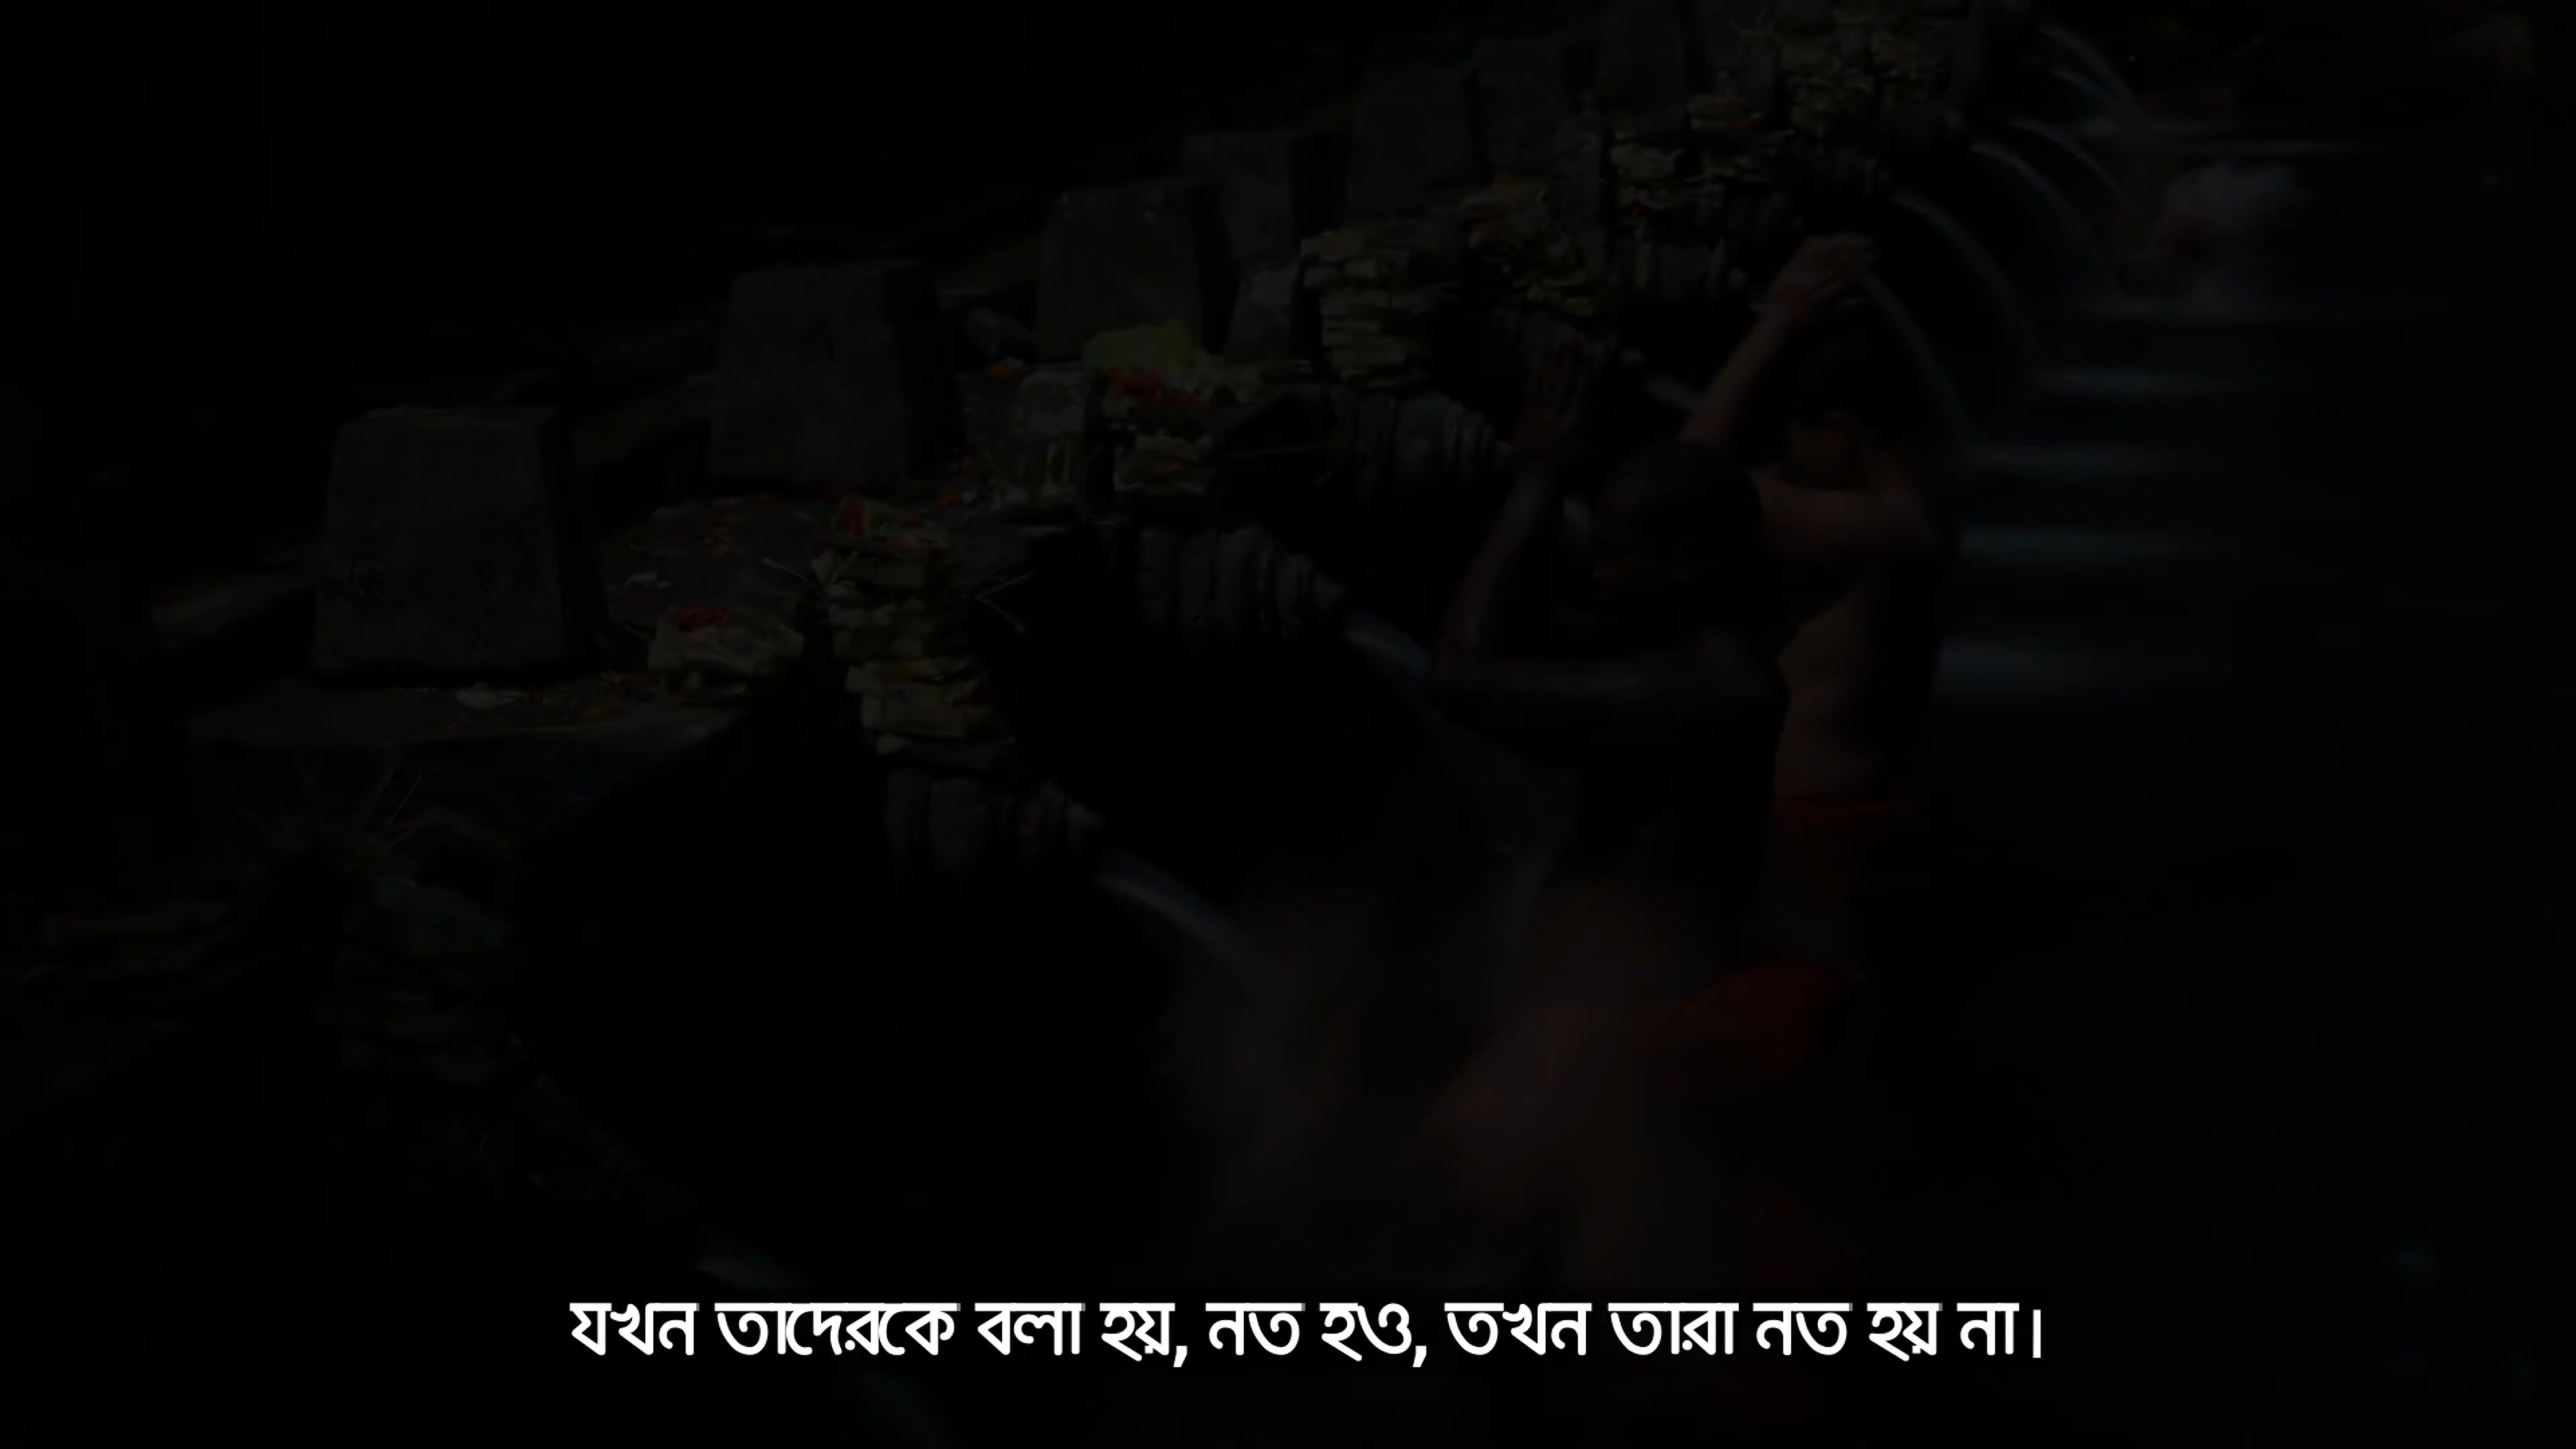 যখন তাদেরকে বলা হয়, নত হও, তখন তারা নত হয় না।